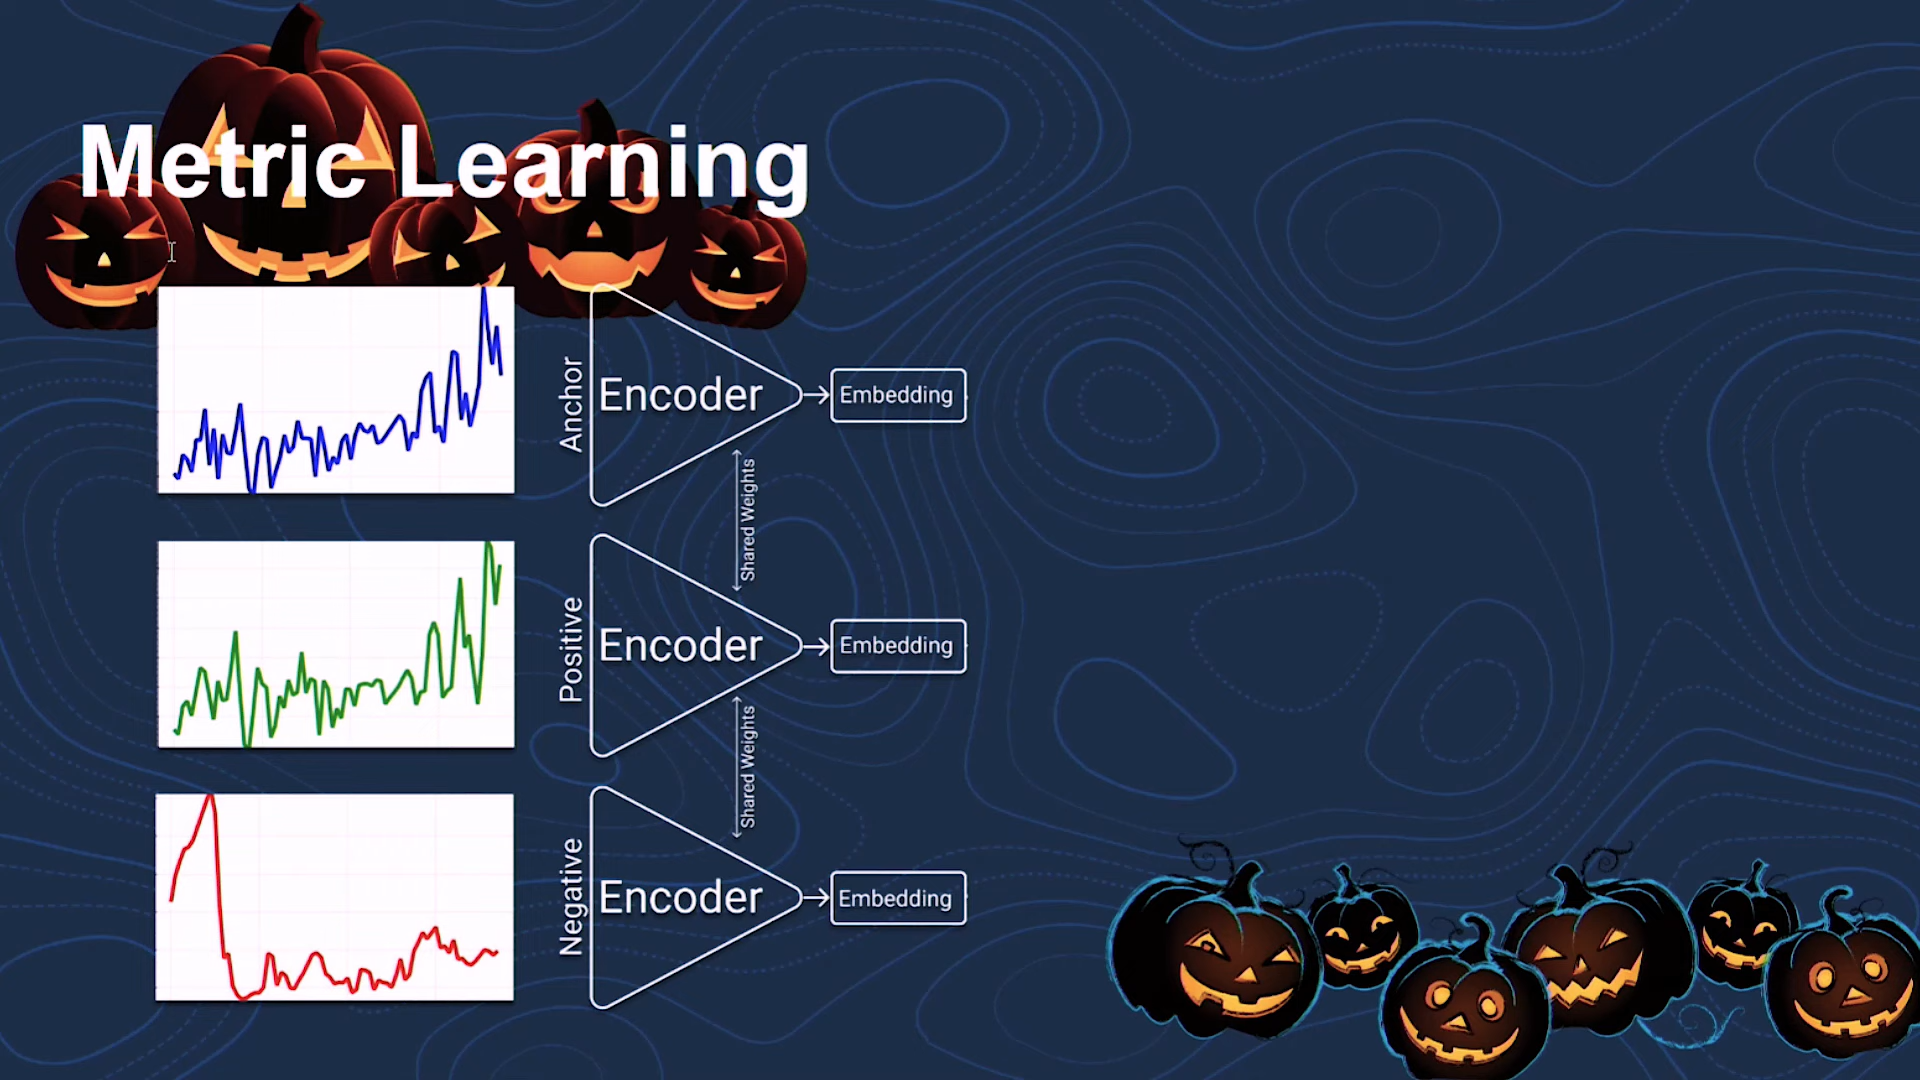 Metric Learning
Anchor
Encoder
Embedding
Shared Weights
Positive
Encoder
Embedding
Shared Weights
Negative
Encoder
Embedding